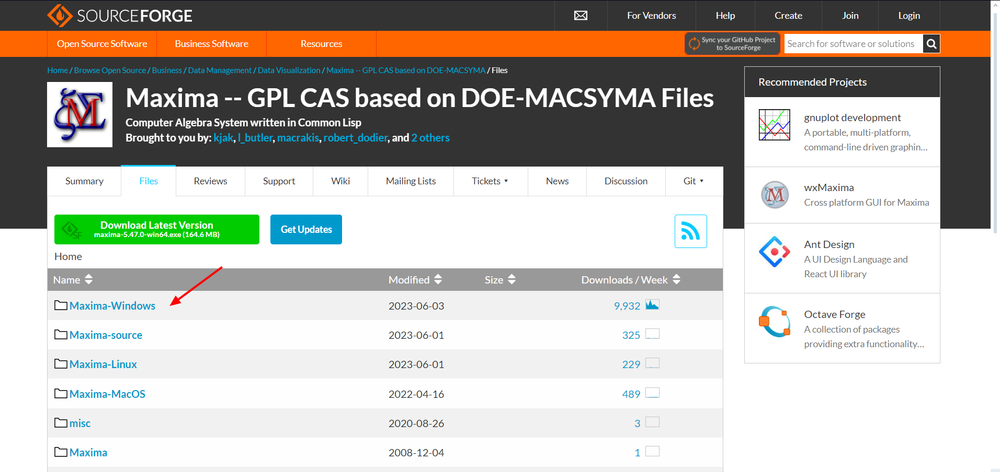 SOURCEFORGE
For Vendors
Help
Create
Join
Login
Open Source Software
Business Software
Resources
Sync your GitHub Project
to SourceForge
Search for software or solutions
Home / Browse Open Source / Business / Data Management / Data Visualization / Maxima -- GPL CAS based on DOE-MACSYMA / Files
Maxima -- GPL CAS based on DOE-MACSYMA Files
Computer Algebra System written in Common Lisp
Brought to you by: kjak, l_butler, macrakis, robert_dodier, and 2 others
Summary
Files
Reviews
Support
Wiki
Mailing Lists
Tickets
News
Discussion
Git
Download Latest Version
maxima-5.47.0-win64.exe (164.6 MB)
SF
Get Updates
Home
Name Modified Size Downloads / Week
Maxima-Windows 2023-06-03 9,932
Maxima-source 2023-06-01 325
Maxima-Linux 2023-06-01 229
Maxima-MacOS 2022-04-16 489
misc 2020-08-26 3
Maxima 2008-12-04 1
Recommended Projects
gnuplot development
A portable, multi-platform,
command-line driven graphin...
wxMaxima
Cross platform GUI for Maxima
Ant Design
A UI Design Language and
React UI library
Octave Forge
A collection of packages
providing extra functionality...